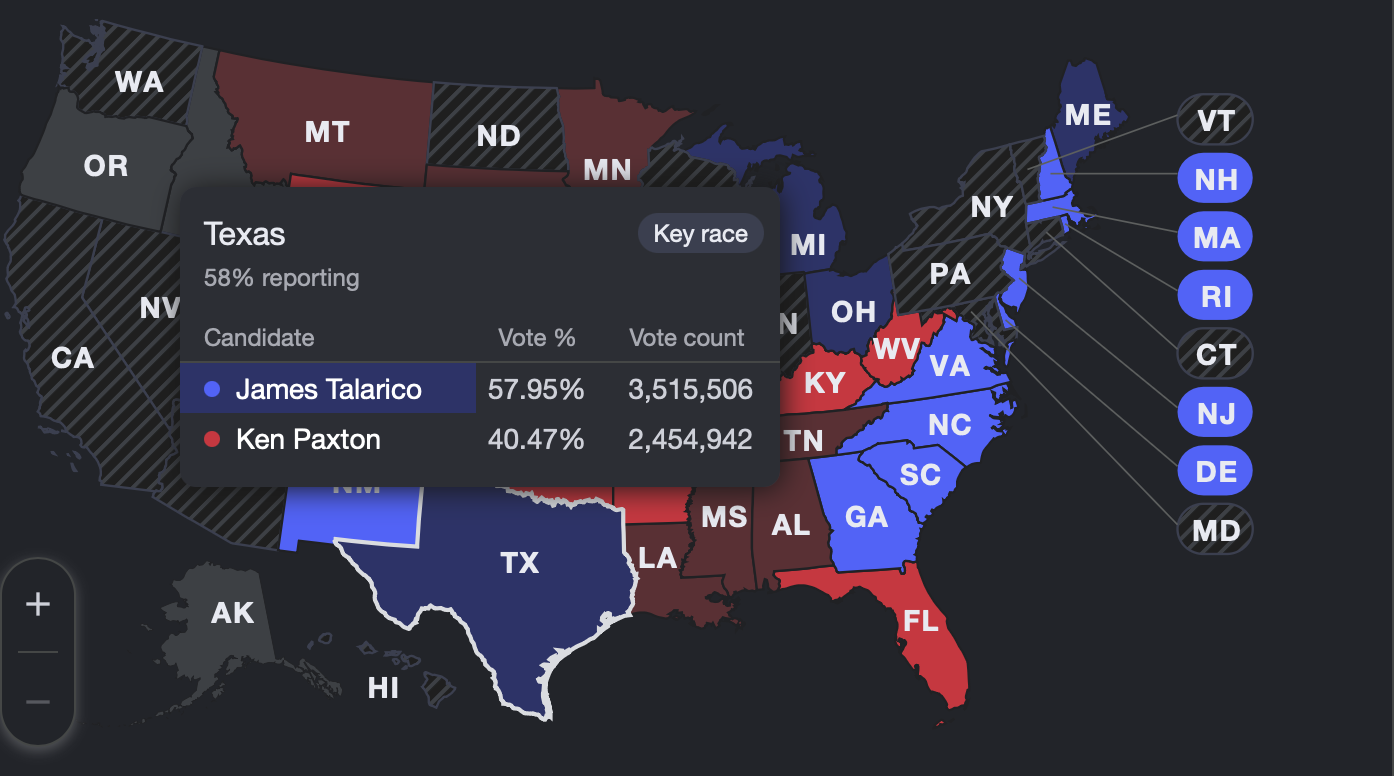 WA
MT
ND
MN
OR
ME
VT
NH
NY
MA
MI
PA
RI
NV
OH
N
CT
CA
WV
VA
KY
NJ
NC
TN
DE
SC
MD
Texas
Key race
58% reporting
Candidate Vote % Vote count
James Talarico 57.95% 3,515,506
Ken Paxton 40.47% 2,454,942
NM
MS
AL
GA
LA
TX
FL
AK
HI
+
−